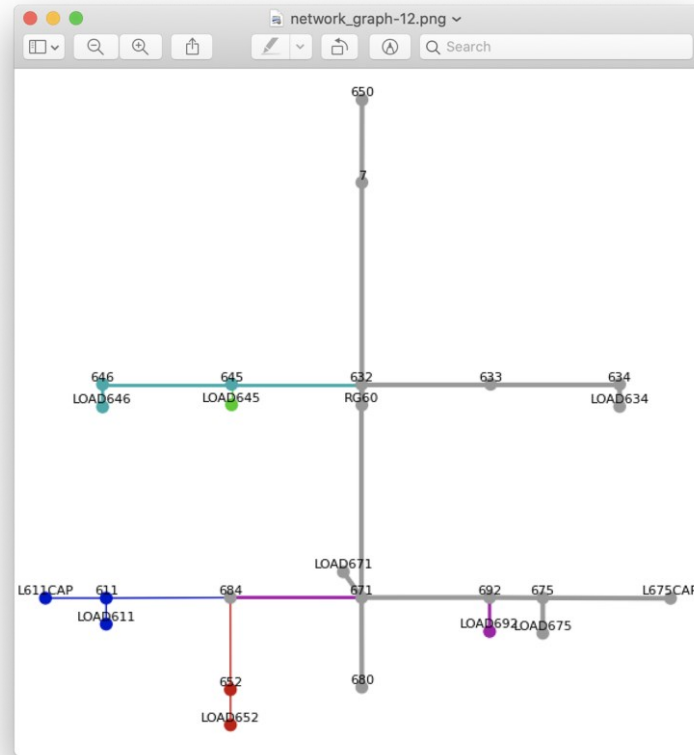 network_graph-12.png
Search
650
7
646 645 632 633 634
LOAD646 LOAD645 RG60 LOAD634
LOAD671
L611CAP 611 684 671 692 675 L675CAP
LOAD611 LOAD692 LOAD675
652 680
LOAD652